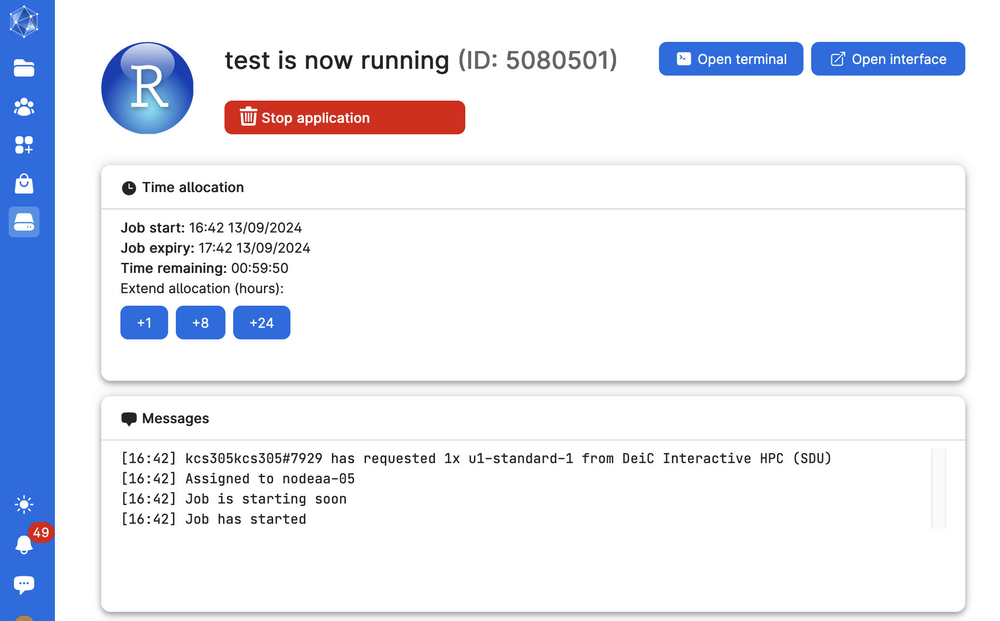 R
test is now running (ID: 5080501)
Open terminal
Open interface
Stop application
Time allocation
Job start: 16:42 13/09/2024
Job expiry: 17:42 13/09/2024
Time remaining: 00:59:50
Extend allocation (hours):
+1
+8
+24
Messages
[16:42] kcs305kcs305#7929 has requested 1x u1-standard-1 from DeiC Interactive HPC (SDU)
[16:42] Assigned to nodeaa-05
[16:42] Job is starting soon
[16:42] Job has started
49